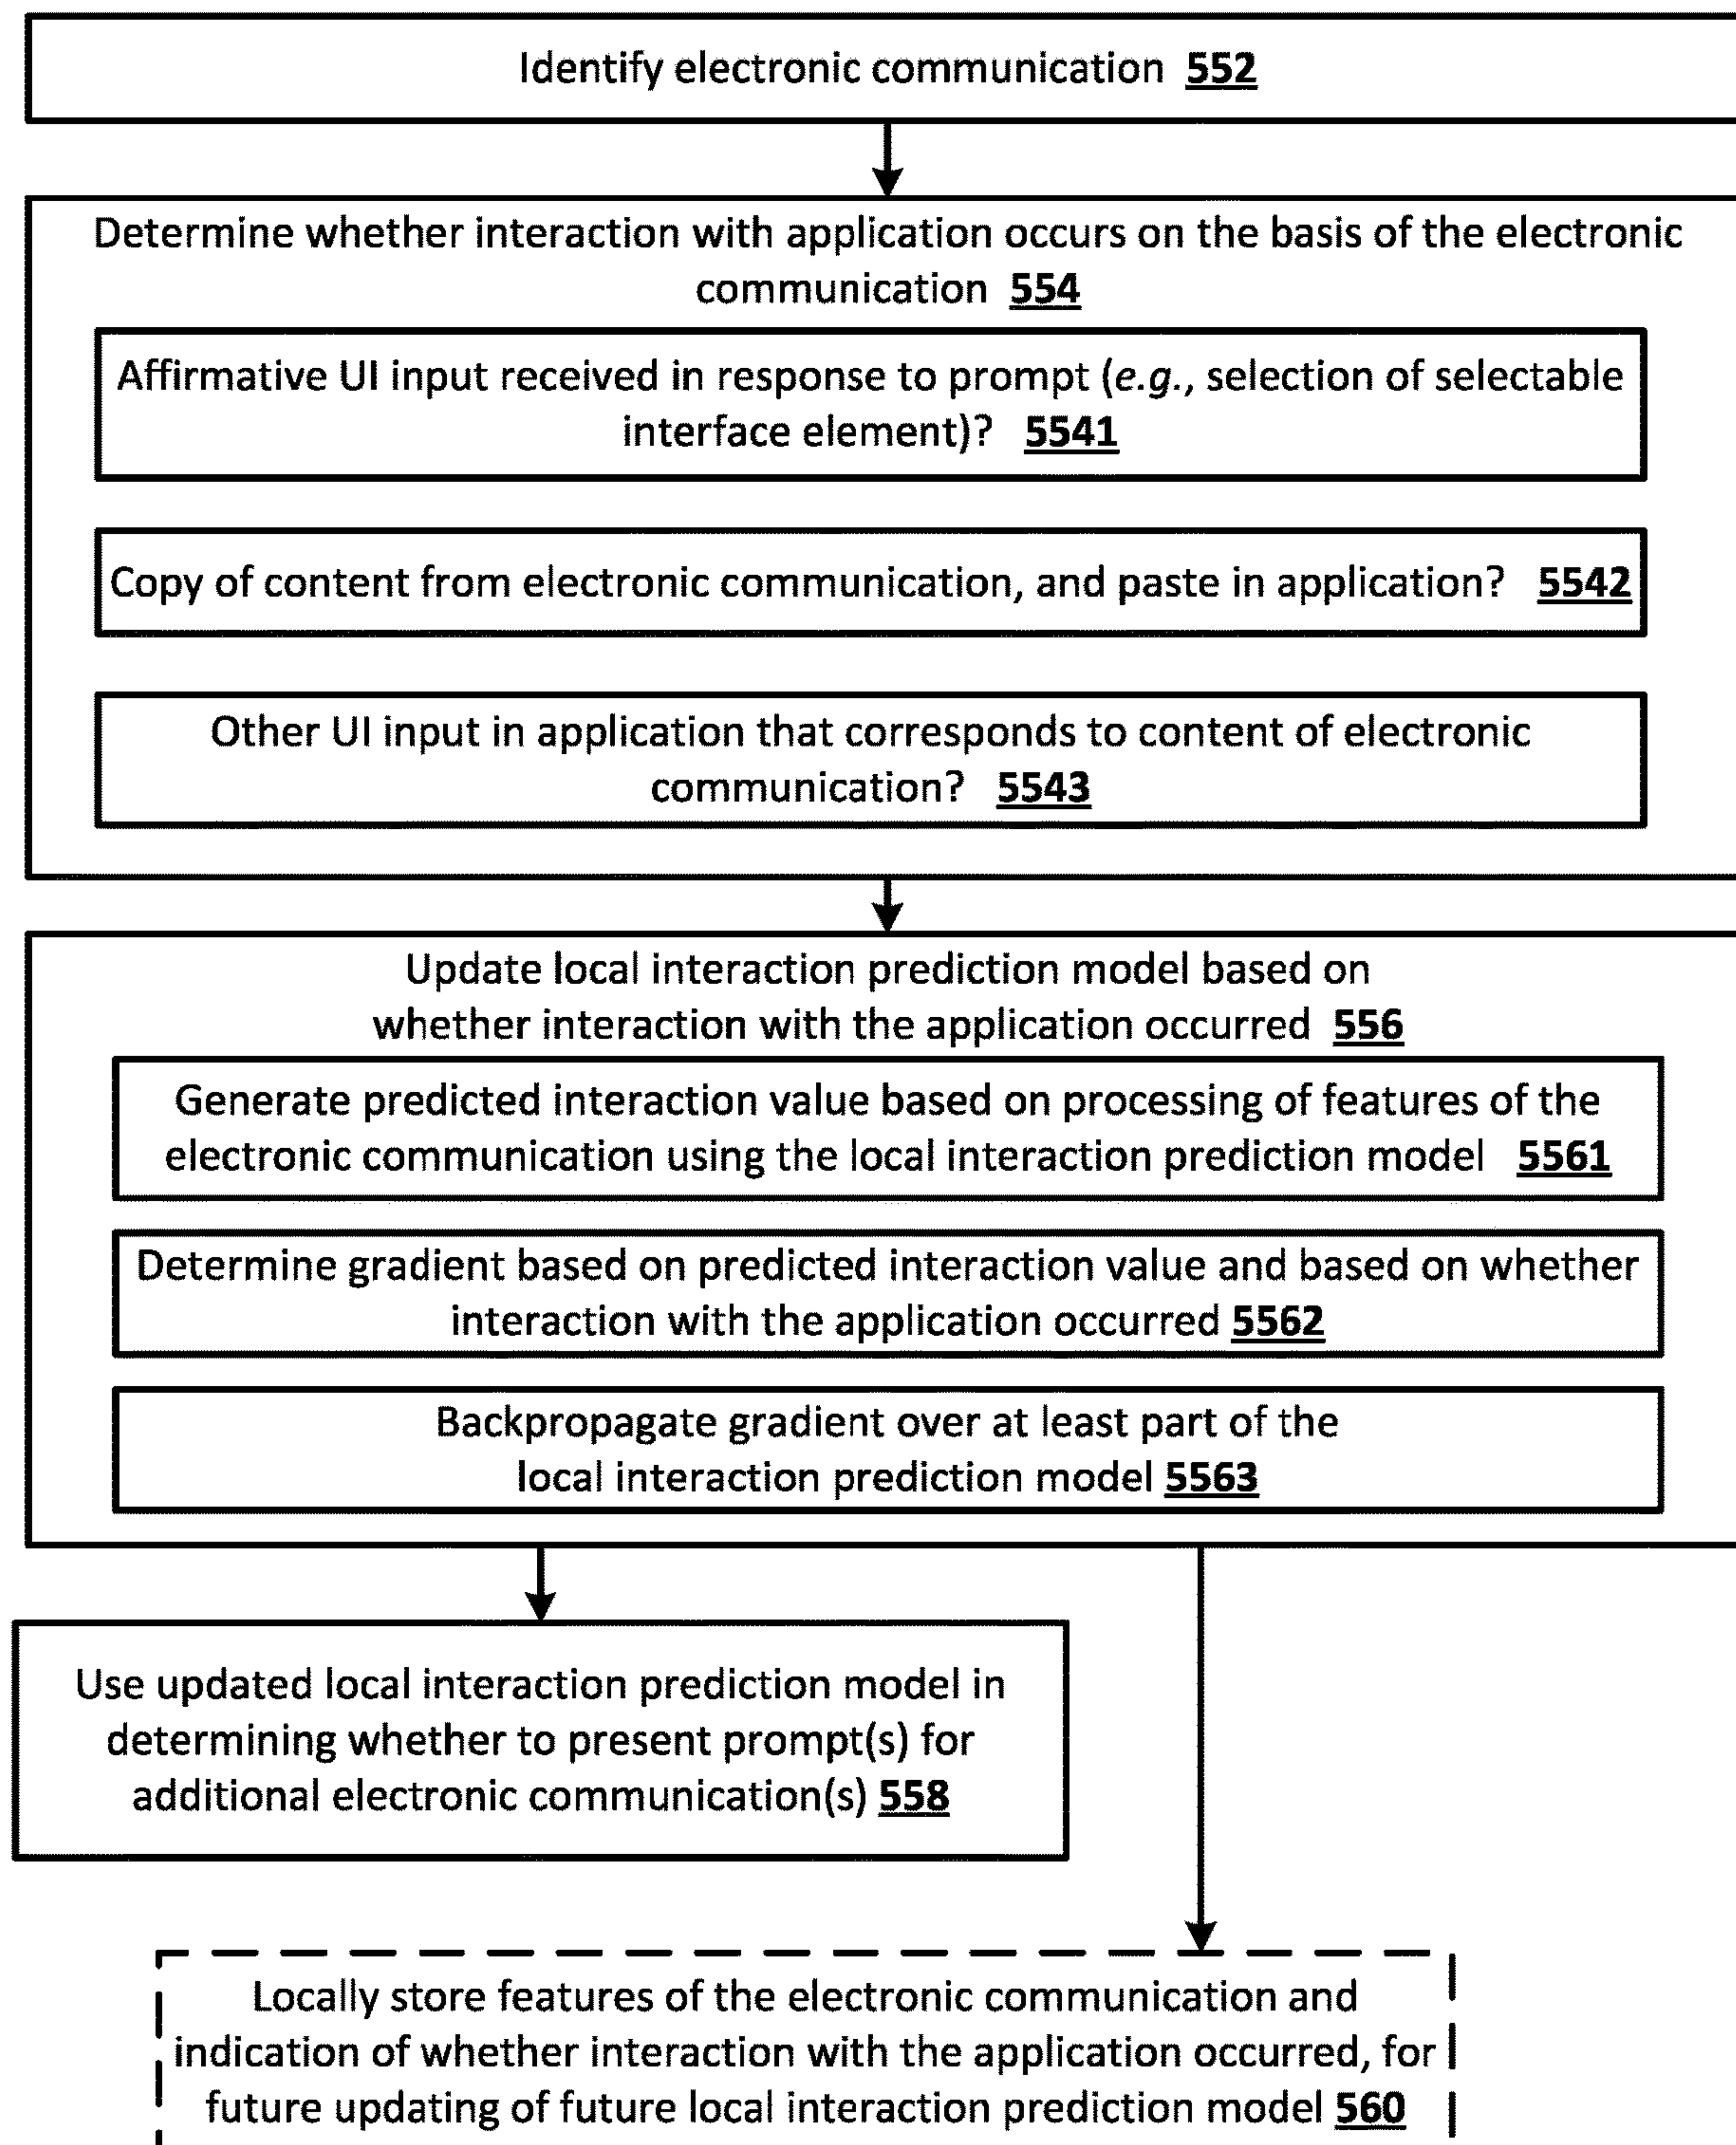 Identify electronic communication 552
Determine whether interaction with application occurs on the basis of the electronic
communication 554
Affirmative UI input received in response to prompt (e.g., selection of selectable
interface element)? 5541
Copy of content from electronic communication, and paste in application? 5542
Other UI input in application that corresponds to content of electronic
communication? 5543
Update local interaction prediction model based on
whether interaction with the application occurred 556
Generate predicted interaction value based on processing of features of the
electronic communication using the local interaction prediction model 5561
Determine gradient based on predicted interaction value and based on whether
interaction with the application occurred 5562
Backpropagate gradient over at least part of the
local interaction prediction model 5563
Use updated local interaction prediction model in
determining whether to present prompt(s) for
additional electronic communication(s) 558
Locally store features of the electronic communication and
indication of whether interaction with the application occurred, for
future updating of future local interaction prediction model 560